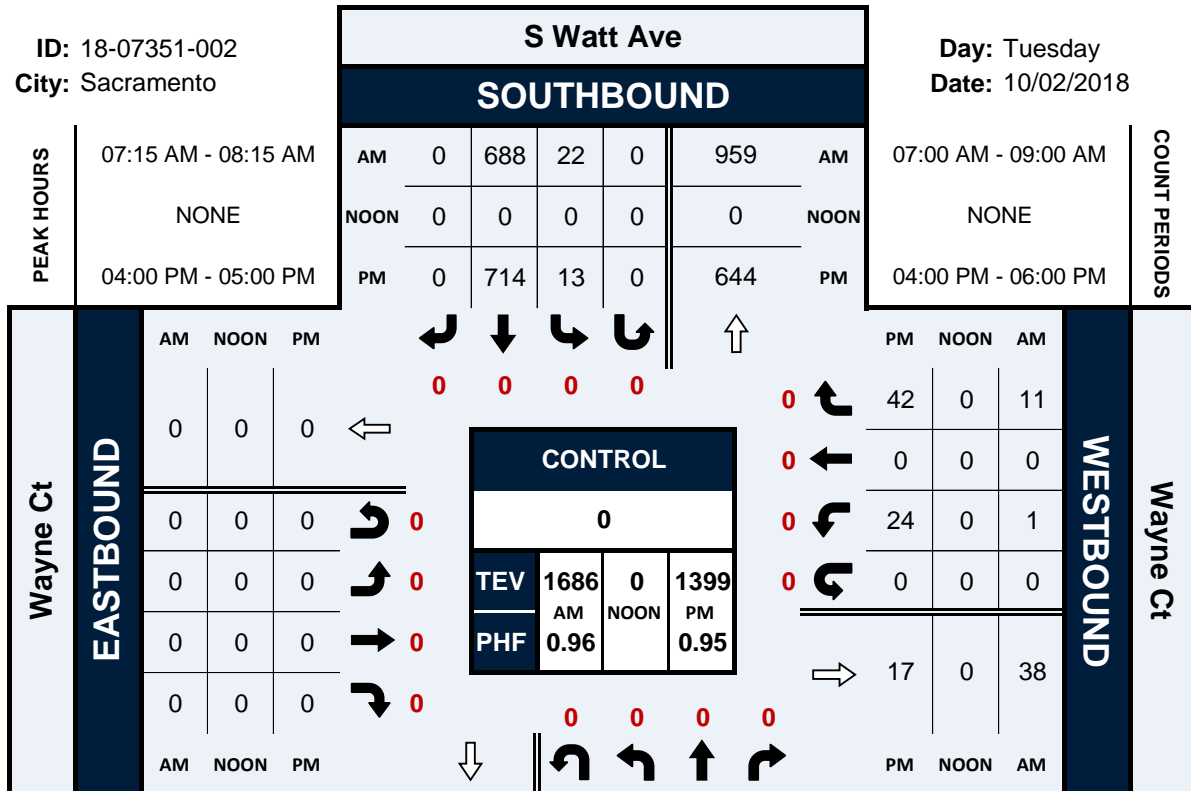 ID: 18-07351-002
City: Sacramento
S Watt Ave
SOUTHBOUND
Day: Tuesday
Date: 10/02/2018
PEAK HOURS
07:15 AM - 08:15 AM
NONE
04:00 PM - 05:00 PM
AM 0 688 22 0 959 AM
NOON 0 0 0 0 0 NOON
PM 0 714 13 0 644 PM
07:00 AM - 09:00 AM
NONE
04:00 PM - 06:00 PM
COUNT PERIODS
0 0 0 0
Wayne Ct
EASTBOUND
AM NOON PM
0 0 0
0 0 0 0
0 0 0 0
0 0 0 0
0 0 0 0
AM NOON PM
CONTROL
0
TEV 1686 0 1399
AM NOON PM
PHF 0.96 0.95
PM NOON AM
0 42 0 11
0 0 0 0
0 24 0 1
0 0 0 0
17 0 38
PM NOON AM
WESTBOUND
Wayne Ct
0 0 0 0